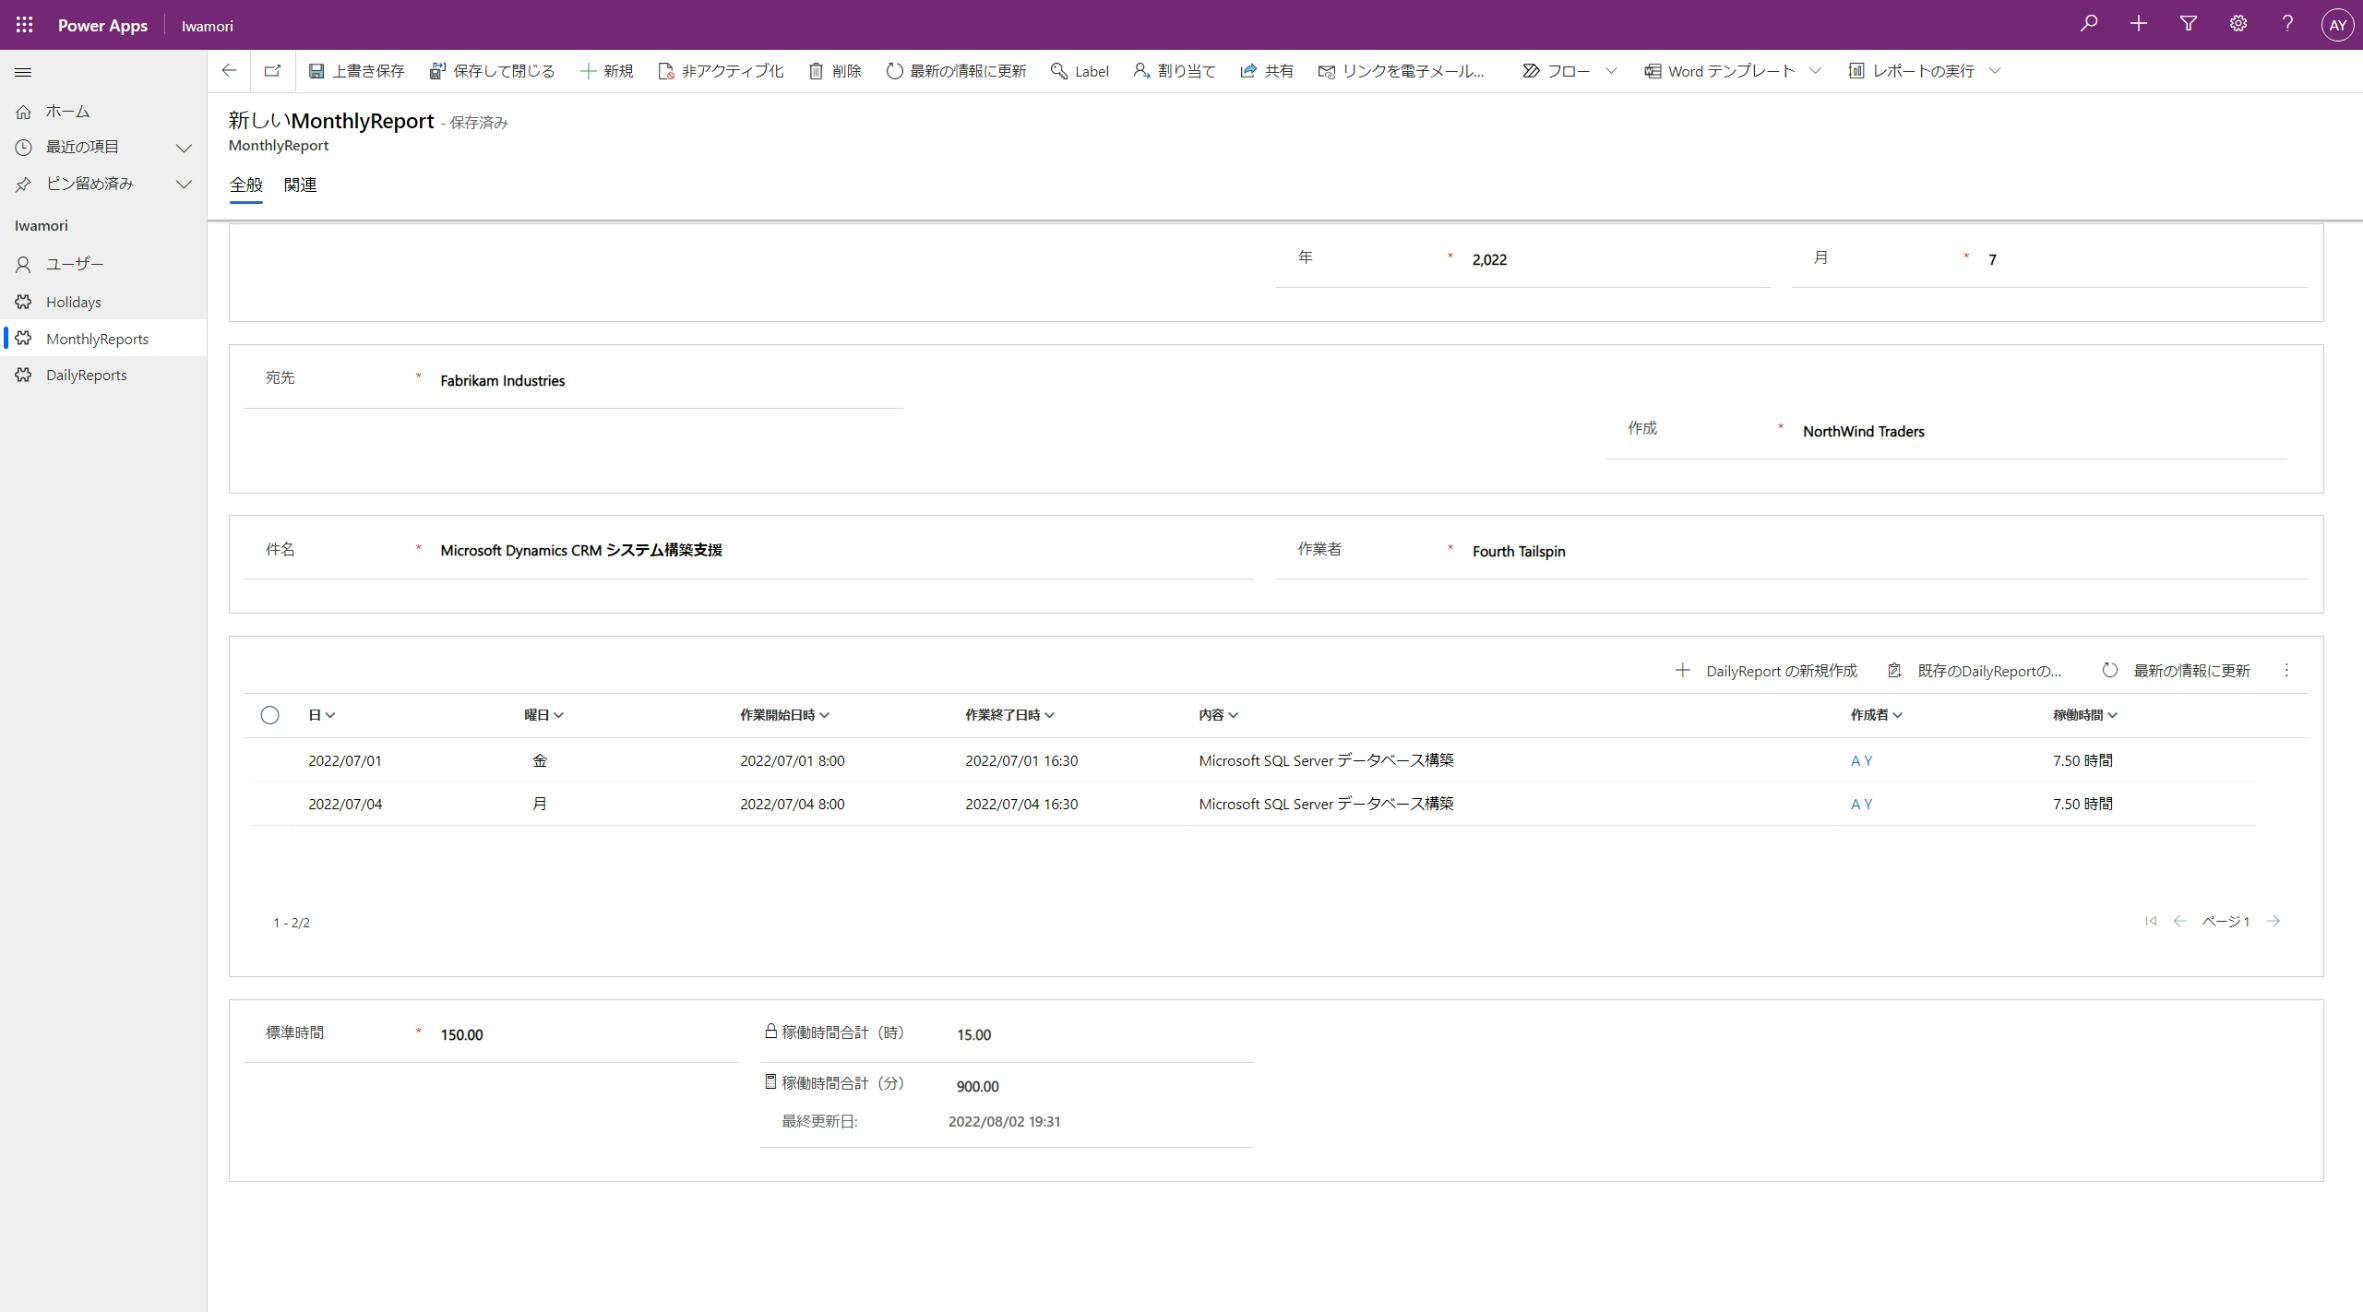 Power Apps Iwamori AY
上書き保存 保存して閉じる 新規 非アクティブ化 削除 最新の情報に更新 Label 割り当て 共有 リンクを電子メール... フロー Word テンプレート レポートの実行
ホーム
最近の項目
ピン留め済み
Iwamori
ユーザー
Holidays
MonthlyReports
DailyReports
新しいMonthlyReport - 保存済み
MonthlyReport
全般 関連
年 * 2,022 月 * 7
宛先 * Fabrikam Industries
作成 * NorthWind Traders
件名 * Microsoft Dynamics CRM システム構築支援 作業者 * Fourth Tailspin
DailyReport の新規作成 既存のDailyReportの... 最新の情報に更新
日 曜日 作業開始日時 作業終了日時 内容 作成者 稼働時間
2022/07/01 金 2022/07/01 8:00 2022/07/01 16:30 Microsoft SQL Server データベース構築 A Y 7.50 時間
2022/07/04 月 2022/07/04 8:00 2022/07/04 16:30 Microsoft SQL Server データベース構築 A Y 7.50 時間
1 - 2/2 ページ 1
標準時間 * 150.00 稼働時間合計（時） 15.00
稼働時間合計（分） 900.00
最終更新日: 2022/08/02 19:31